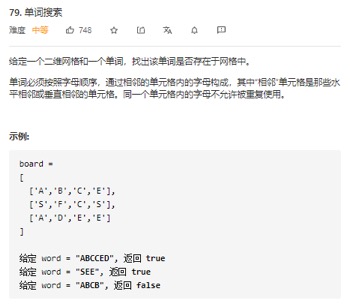 79. 单词搜索
难度 中等 748
给定一个二维网格和一个单词，找出该单词是否存在于网格中。
单词必须按照字母顺序，通过相邻的单元格内的字母构成，其中“相邻”单元格是那些水
平相邻或垂直相邻的单元格。同一个单元格内的字母不允许被重复使用。
示例:
board =
[
['A','B','C','E'],
['S','F','C','S'],
['A','D','E','E']
]
给定 word = "ABCCED", 返回 true
给定 word = "SEE", 返回 true
给定 word = "ABCB", 返回 false